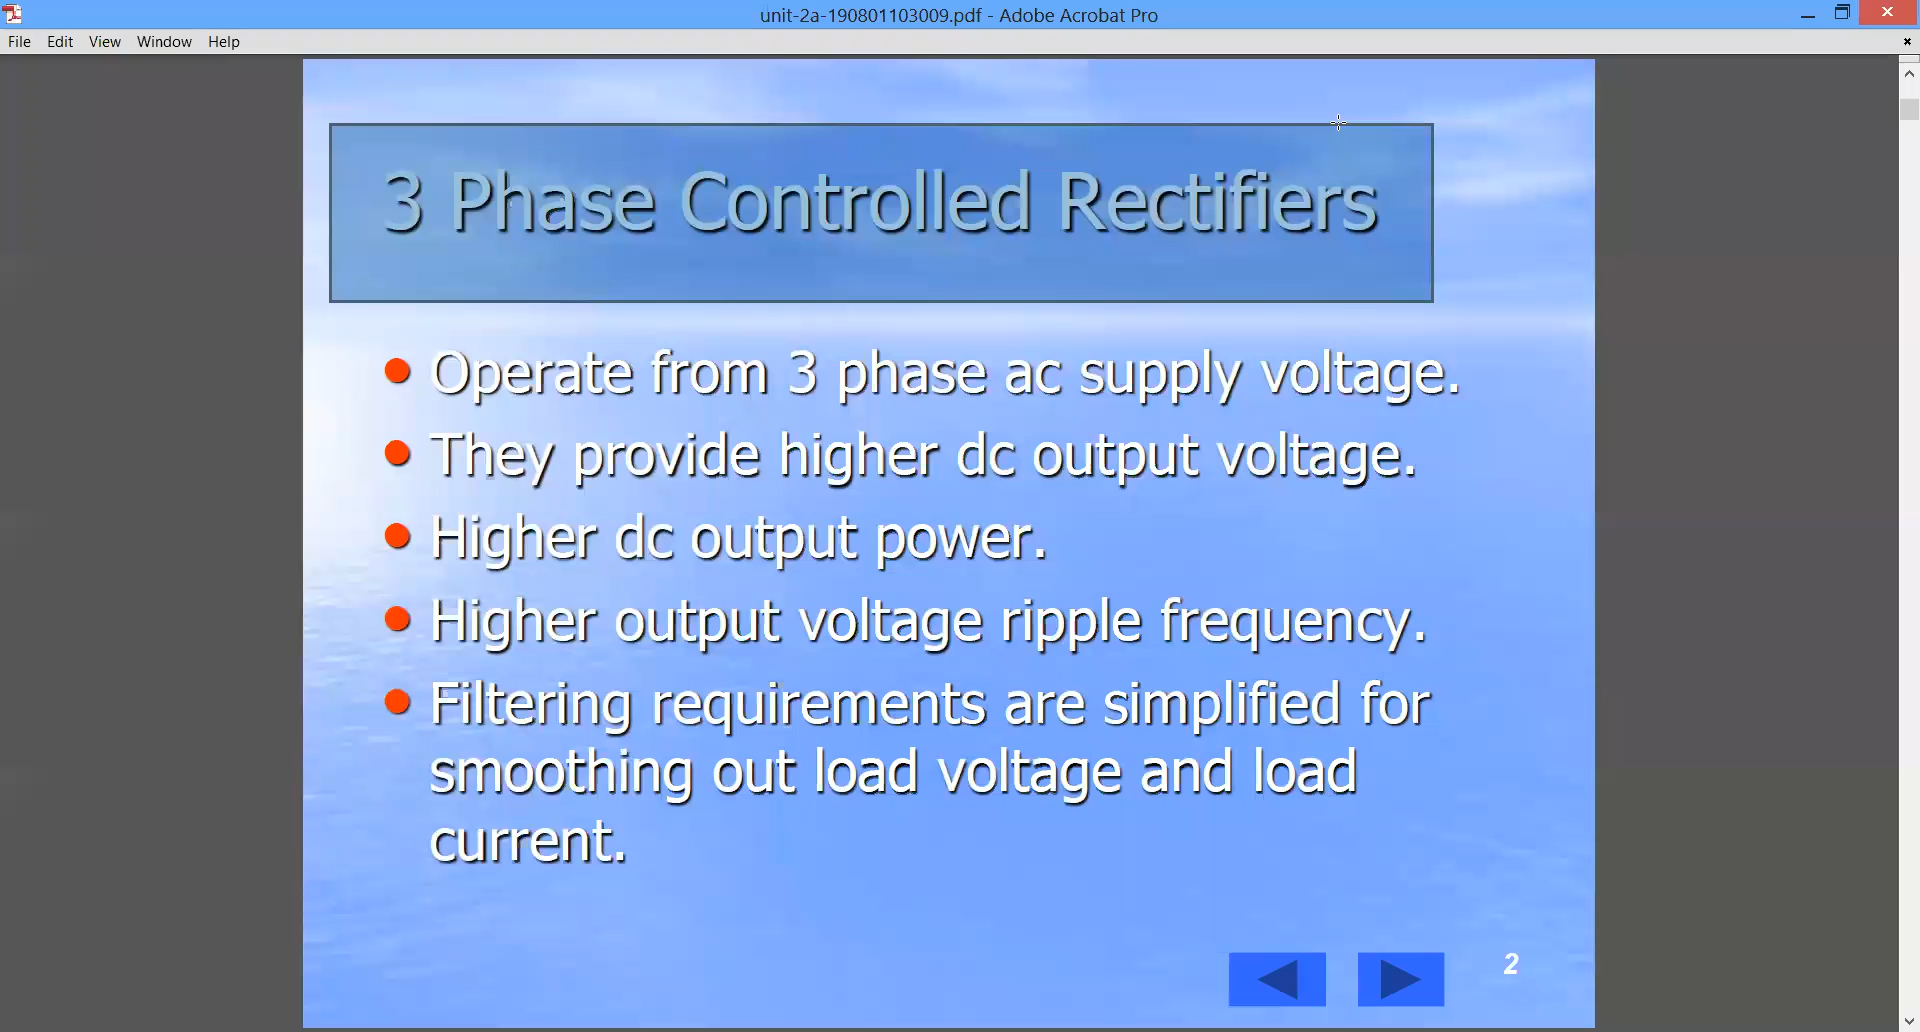 unit-2a-190801103009.pdf - Adobe Acrobat Pro
File Edit View Window Help
3 Phase Controlled Rectifiers
Operate from 3 phase ac supply voltage.
They provide higher dc output voltage.
Higher dc output power.
Higher output voltage ripple frequency.
Filtering requirements are simplified for
smoothing out load voltage and load
current.
2